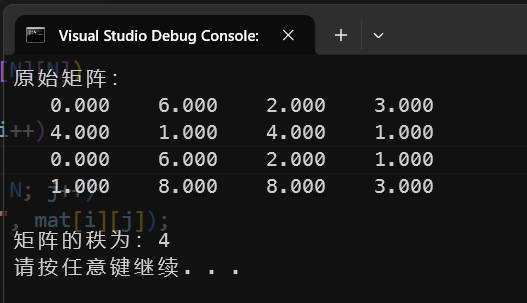 Visual Studio Debug Console:
[N][N])
原始矩阵：
0.000 6.000 2.000 3.000
i++)
4.000 1.000 4.000 1.000
0.000 6.000 2.000 1.000
N; j++)
1.000 8.000 8.000 3.000
", mat[i][j]);
矩阵的秩为：4
请按任意键继续. . .